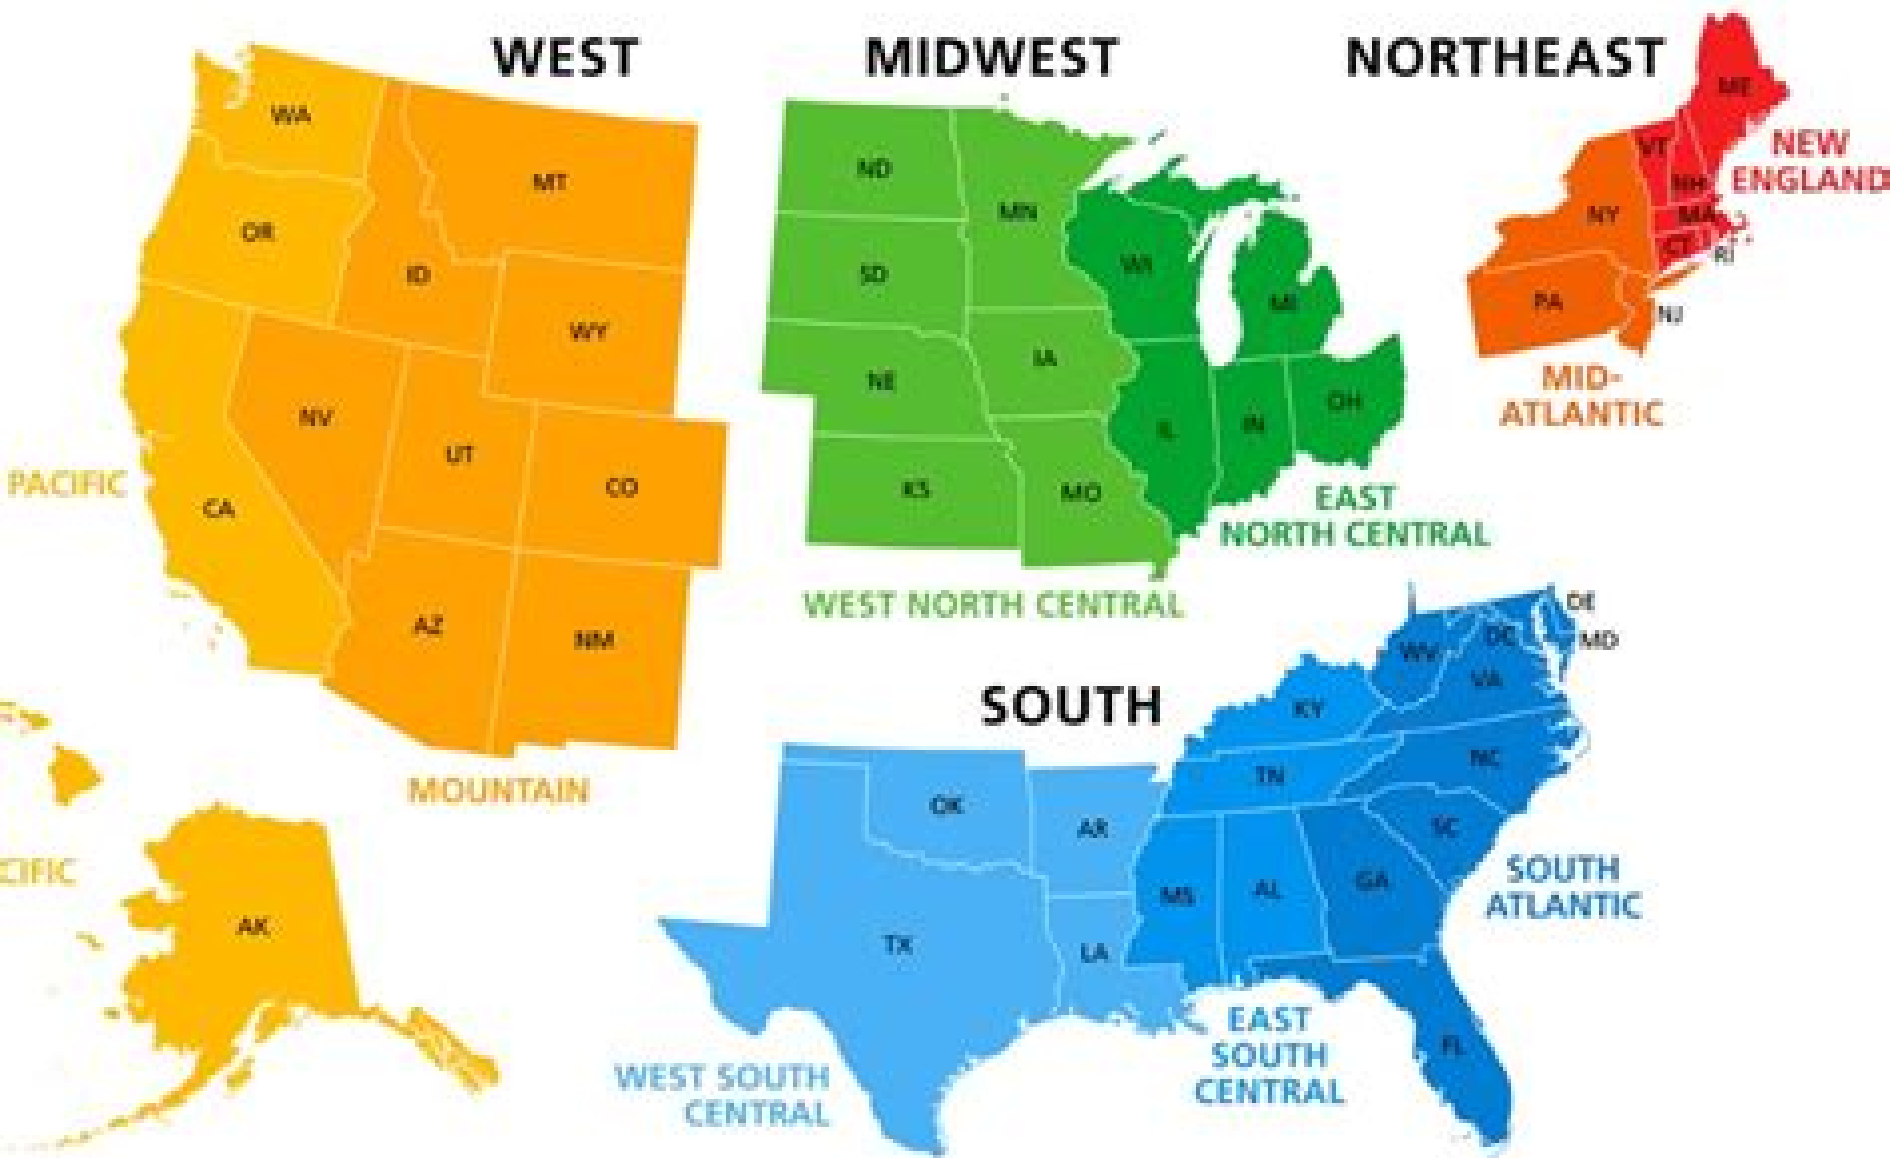 WEST
MIDWEST
NORTHEAST
WA
MT
OR
ID
WY
NV
UT
CO
CA
AZ
NM
PACIFIC
MOUNTAIN
CIFIC
AK
ND
MN
SD
WI
MI
NE
IA
IL
IN
OH
KS
MO
EAST
NORTH CENTRAL
WEST NORTH CENTRAL
ME
VT
NH
NEW
ENGLAND
NY
MA
CT
RI
PA
NJ
MID-
ATLANTIC
SOUTH
DE
DC
MD
WV
VA
KY
NC
TN
OK
AR
SC
MS
AL
GA
TX
LA
FL
SOUTH
ATLANTIC
EAST
SOUTH
CENTRAL
WEST SOUTH
CENTRAL